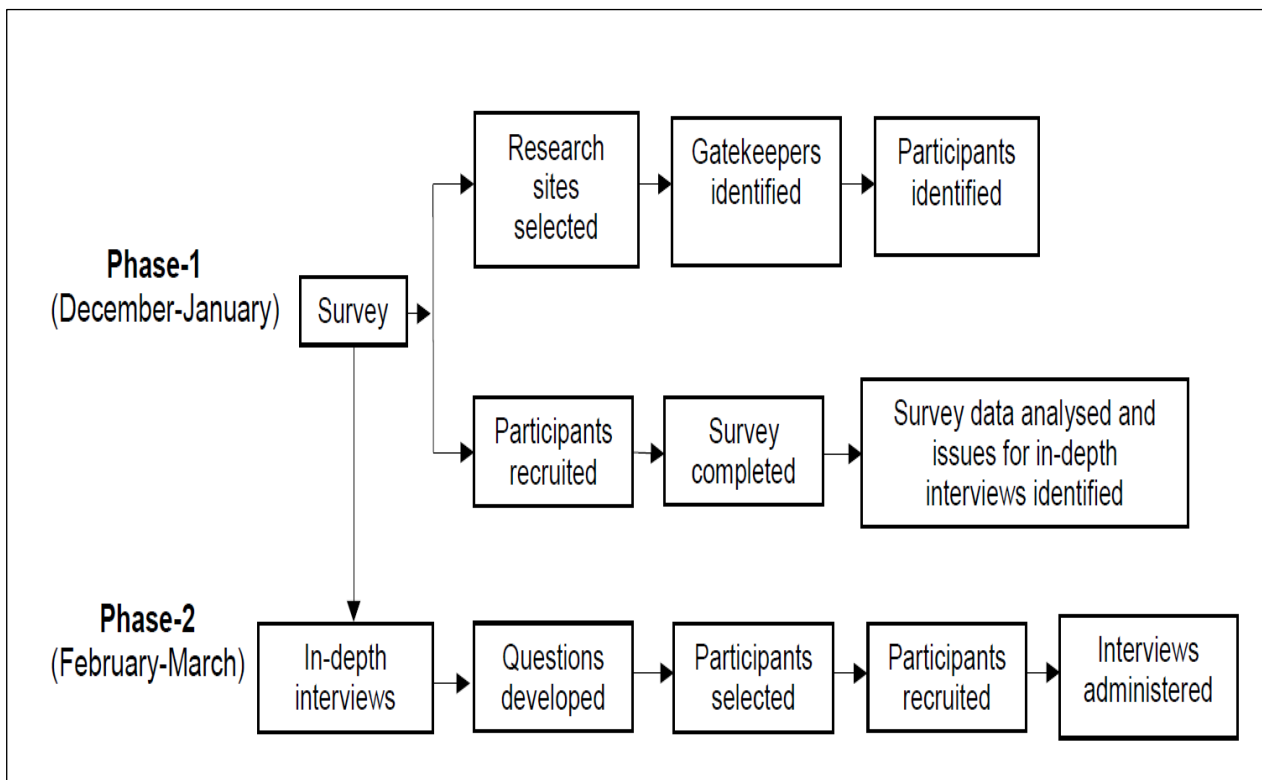 Research
sites
selected
Gatekeepers
identified
Participants
identified
Phase-1
(December-January)
Survey
Participants
recruited
Survey
completed
Survey data analysed and
issues for in-depth
interviews identified
Phase-2
(February-March)
In-depth
interviews
Questions
developed
Participants
selected
Participants
recruited
Interviews
administered